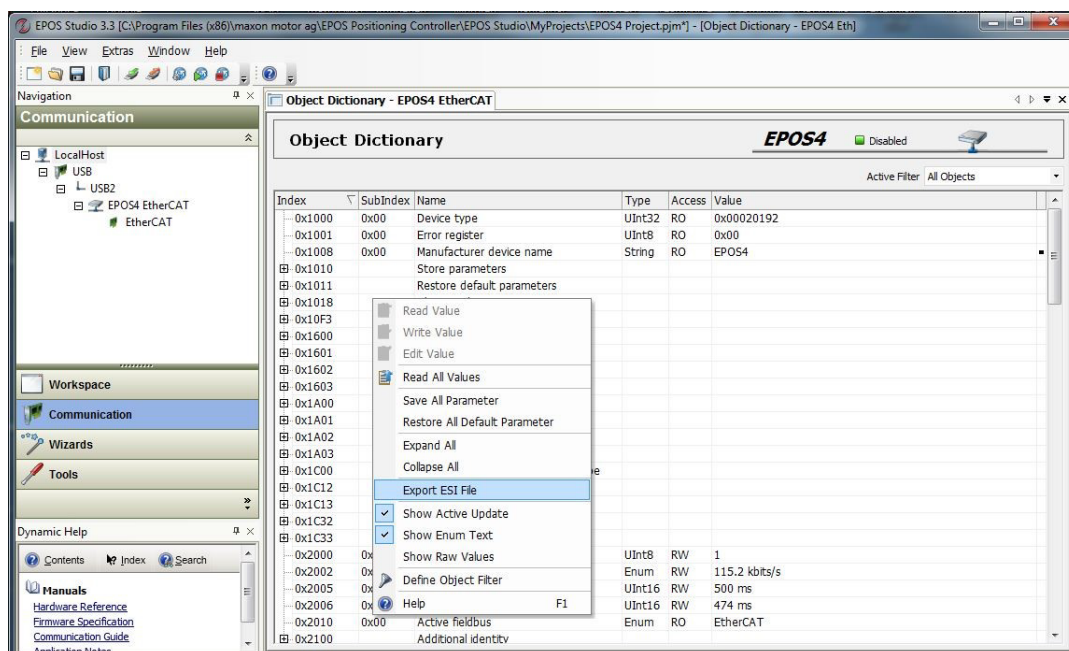 EPOS Studio 3.3 [C:\Program Files (x86)\maxon motor ag\EPOS Positioning Controller\EPOS Studio\MyProjects\EPOS4 Project.pjm*] - [Object Dictionary - EPOS4 Eth]
File View Extras Window Help
Navigation
Communication
LocalHost
USB
USB2
EPOS4 EtherCAT
EtherCAT
Workspace
Communication
Wizards
Tools
Dynamic Help
Contents Index Search
Manuals
Hardware Reference
Firmware Specification
Communication Guide
Application Notes
Object Dictionary - EPOS4 EtherCAT
Object Dictionary EPOS4 Disabled
Active Filter All Objects
Index SubIndex Name Type Access Value
0x1000 0x00 Device type UInt32 RO 0x00020192
0x1001 0x00 Error register UInt8 RO 0x00
0x1008 0x00 Manufacturer device name String RO EPOS4
0x1010 Store parameters
0x1011 Restore default parameters
0x1018
0x10F3
0x1600
0x1601
0x1602
0x1603
0x1A00
0x1A01
0x1A02
0x1A03
0x1C00
0x1C12
0x1C13
0x1C32
0x1C33
0x2000 0x UInt8 RW 1
0x2002 0x Enum RW 115.2 kbits/s
0x2005 0x UInt16 RW 500 ms
0x2006 0x UInt16 RW 474 ms
0x2010 0x00 Active fieldbus Enum RO EtherCAT
0x2100 Additional identity
Read Value
Write Value
Edit Value
Read All Values
Save All Parameter
Restore All Default Parameter
Expand All
Collapse All
Export ESI File
Show Active Update
Show Enum Text
Show Raw Values
Define Object Filter
Help F1